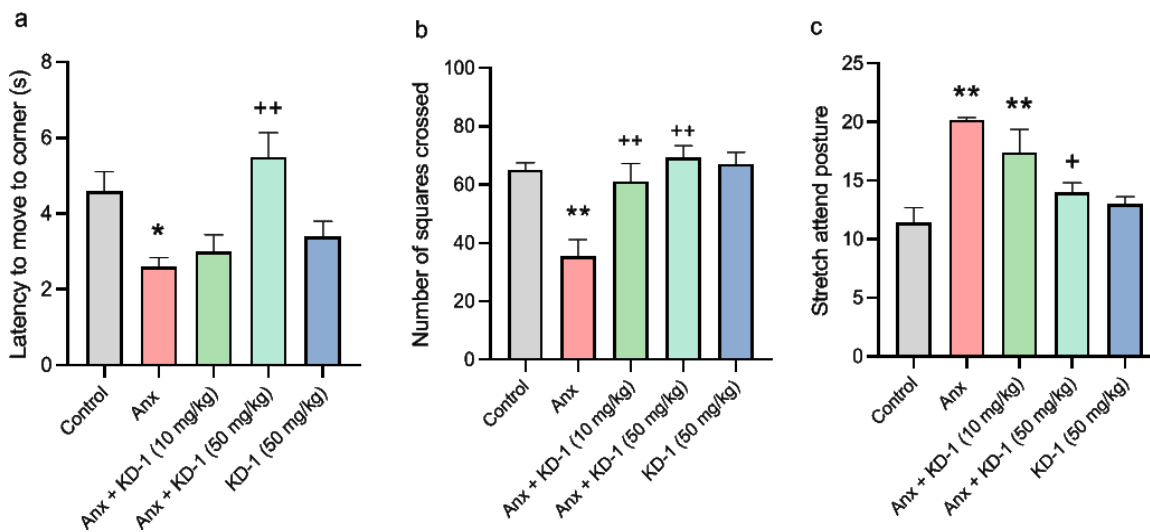 a
Latency to move to corner (s)
8
6
4
2
0
*
++
Control
Anx
Anx + KD-1 (10 mg/kg)
Anx + KD-1 (50 mg/kg)
KD-1 (50 mg/kg)
b
Number of squares crossed
100
80
60
40
20
0
**
++
++
Control
Anx
Anx + KD-1 (10 mg/kg)
Anx + KD-1 (50 mg/kg)
KD-1 (50 mg/kg)
c
Stretch attend posture
25
20
15
10
5
0
**
**
+
Control
Anx
Anx + KD-1 (10 mg/kg)
Anx + KD-1 (50 mg/kg)
KD-1 (50 mg/kg)